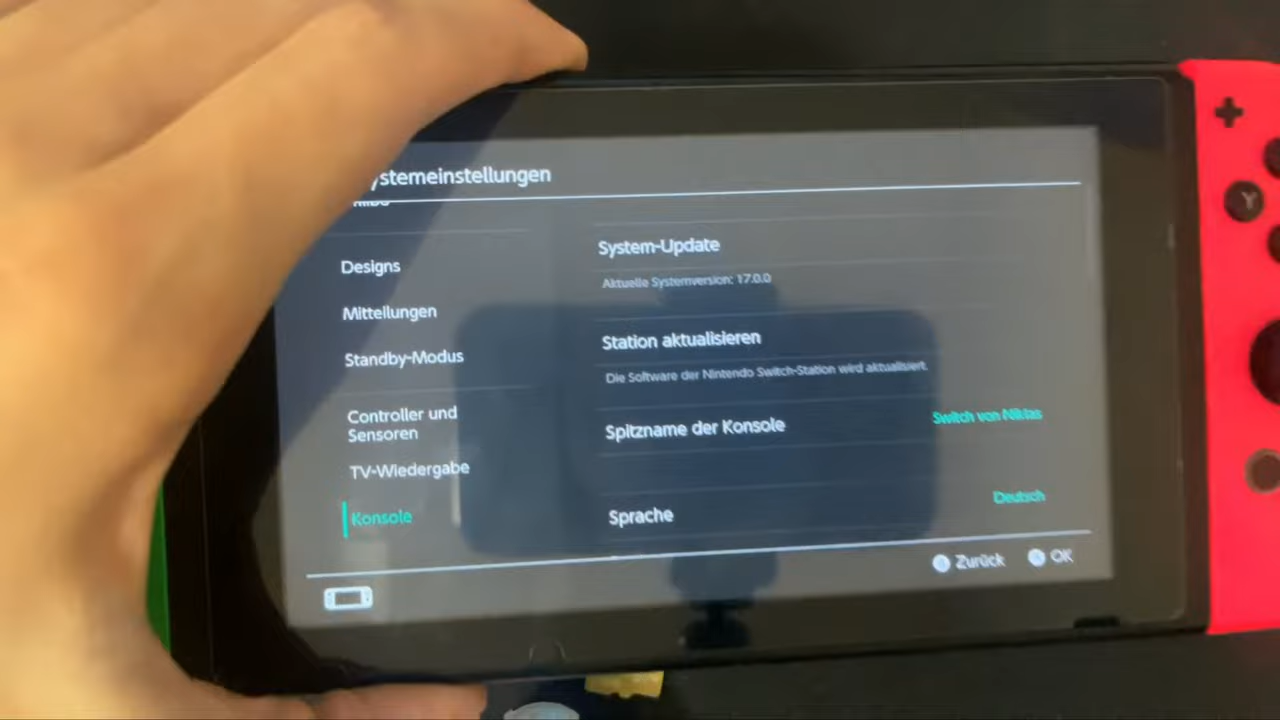 ystemeinstellungen
Designs
Mitteilungen
Standby-Modus
Controller und
Sensoren
TV-Wiedergabe
Konsole
System-Update
Aktuelle Systemversion: 17.0.0
Station aktualisieren
Die Software der Nintendo Switch-Station wird aktualisiert.
Spitzname der Konsole
Switch von Niklas
Sprache
Deutsch
Zurück
OK
Y